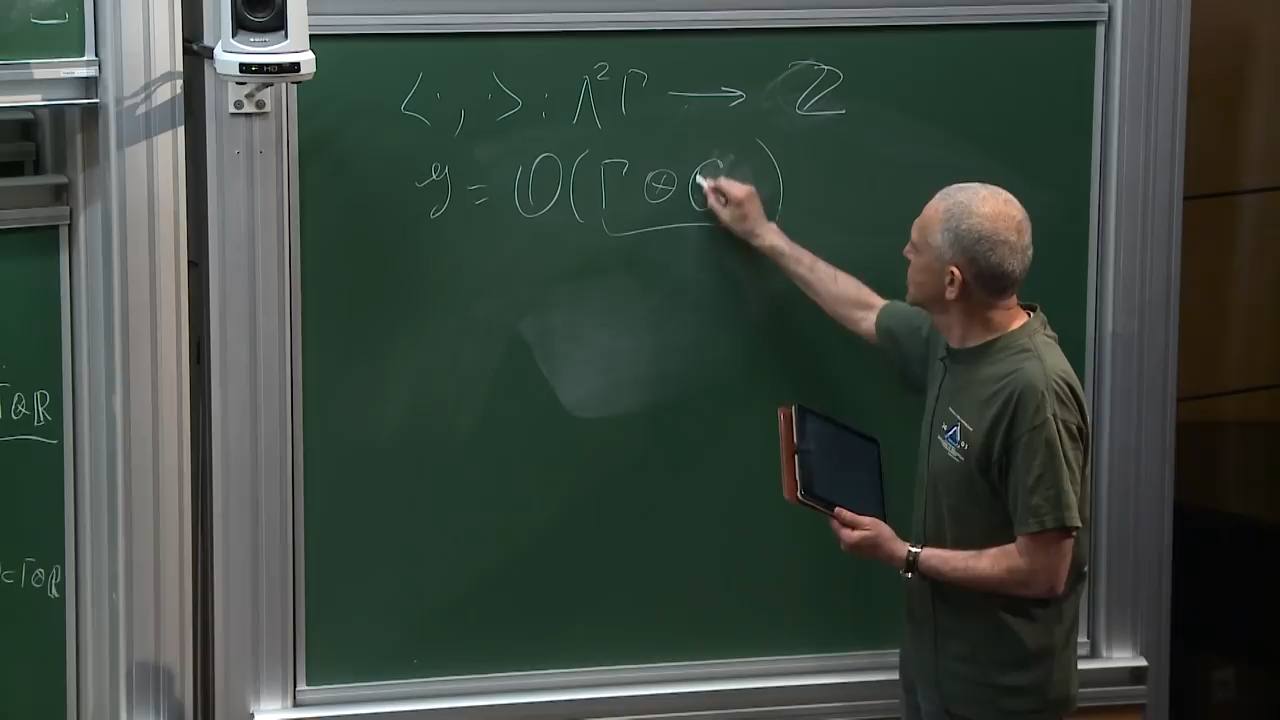 ⟨·,·⟩ : Λ²Γ ⟶ ℤ
𝒴 = 𝒪(Γ ⊗ ℂ )
Γ⊗ℝ
⊂Γ⊗ℝ